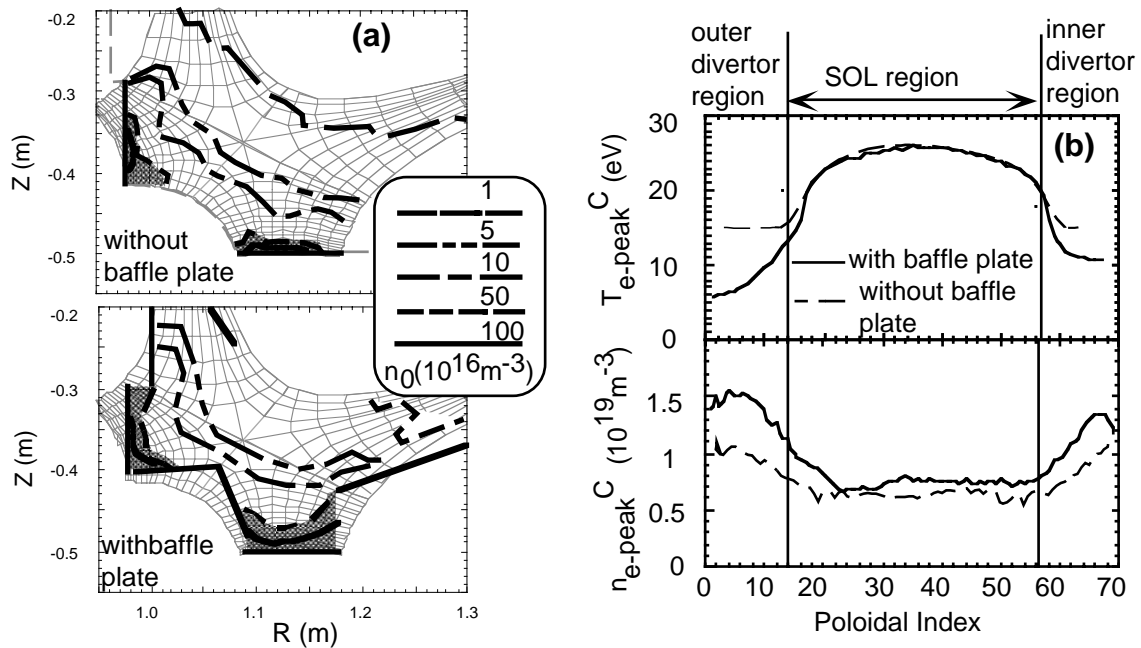 -0.2
(a)
-0.3
Z (m)
-0.4
without
baffle plate
-0.5
1
5
10
50
100
n0(10^16m^-3)
-0.2
-0.3
Z (m)
-0.4
withbaffle
plate
-0.5
1.0 1.1 1.2 1.3
R (m)
outer
divertor
region
SOL region
inner
divertor
region
30
(b)
20
10
0
Te-peak^C (eV)
with baffle plate
without baffle
plate
1.5
1
0.5
0
ne-peak^C (10^19m^-3)
0 10 20 30 40 50 60 70
Poloidal Index